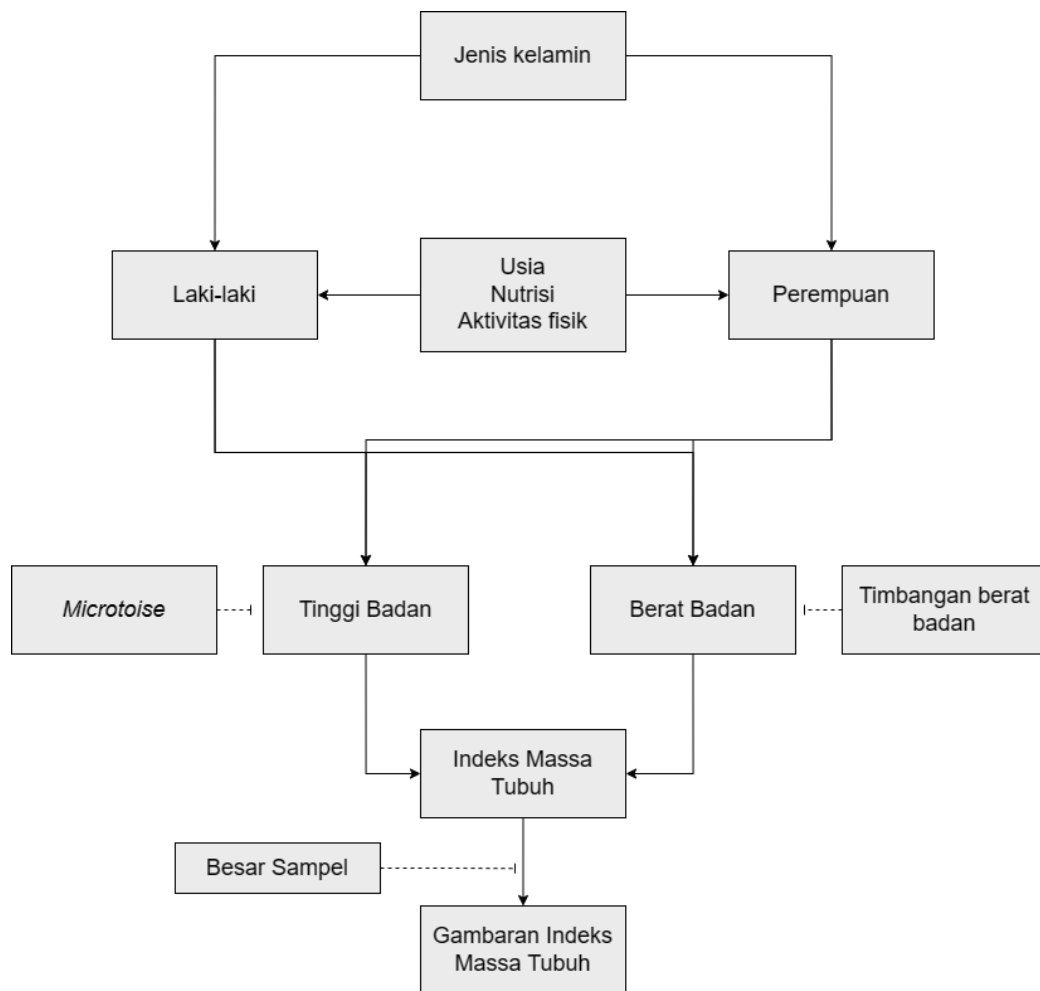 Jenis kelamin
Laki-laki
Usia
Nutrisi
Aktivitas fisik
Perempuan
Microtoise
Tinggi Badan
Berat Badan
Timbangan berat
badan
Indeks Massa
Tubuh
Besar Sampel
Gambaran Indeks
Massa Tubuh